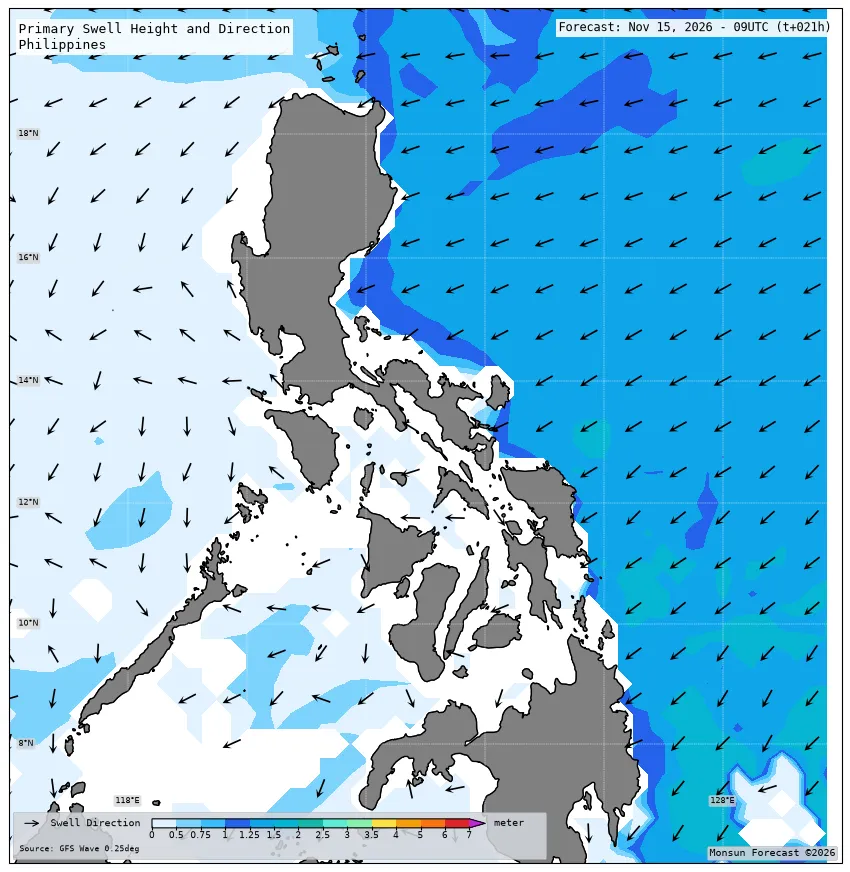 Primary Swell Height and Direction
Philippines
Forecast: Nov 15, 2026 - 09UTC (t+021h)
18°N
16°N
14°N
12°N
10°N
8°N
118°E
128°E
Swell Direction
0 0.5 0.75 1 1.25 1.5 2 2.5 3 3.5 4 5 6 7
meter
Source: GFS Wave 0.25deg
Monsun Forecast ©2026